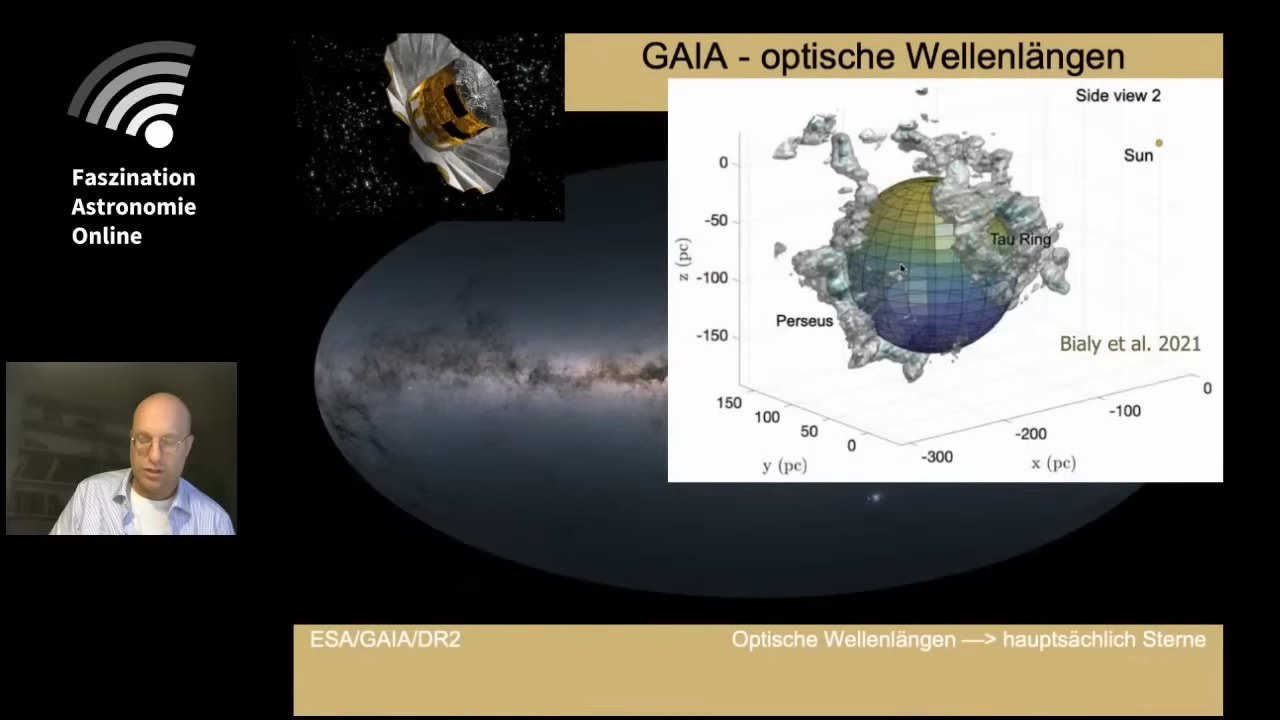 Faszination
Astronomie
Online
GAIA - optische Wellenlängen
Side view 2
Sun
Tau Ring
Perseus
Bialy et al. 2021
0
-50
-100
-150
z (pc)
150
100
50
0
y (pc)
-300
-200
-100
0
x (pc)
ESA/GAIA/DR2
Optische Wellenlängen —> hauptsächlich Sterne